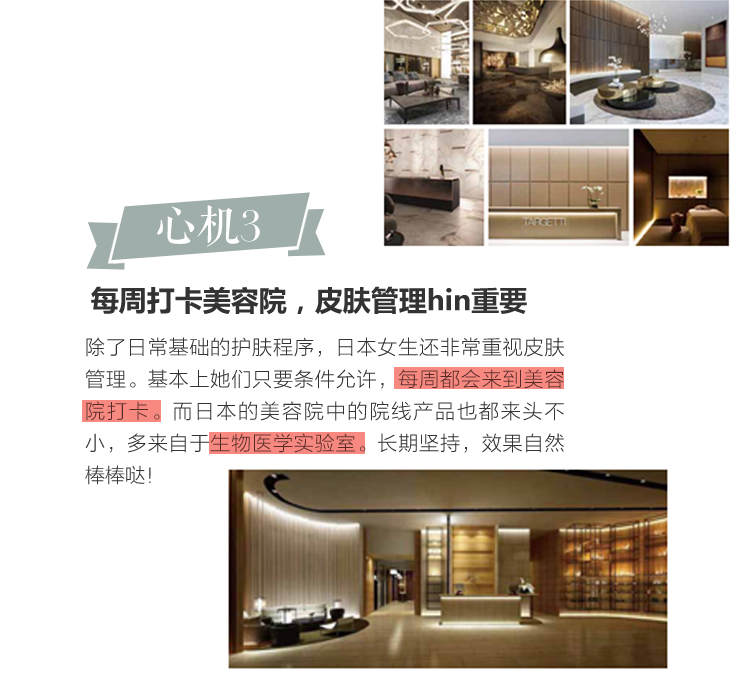 TARGETTI
心机3
每周打卡美容院，皮肤管理hin重要
除了日常基础的护肤程序，日本女生还非常重视皮肤
管理。基本上她们只要条件允许，每周都会来到美容
院打卡。而日本的美容院中的院线产品也都来头不
小，多来自于生物医学实验室。长期坚持，效果自然
棒棒哒!